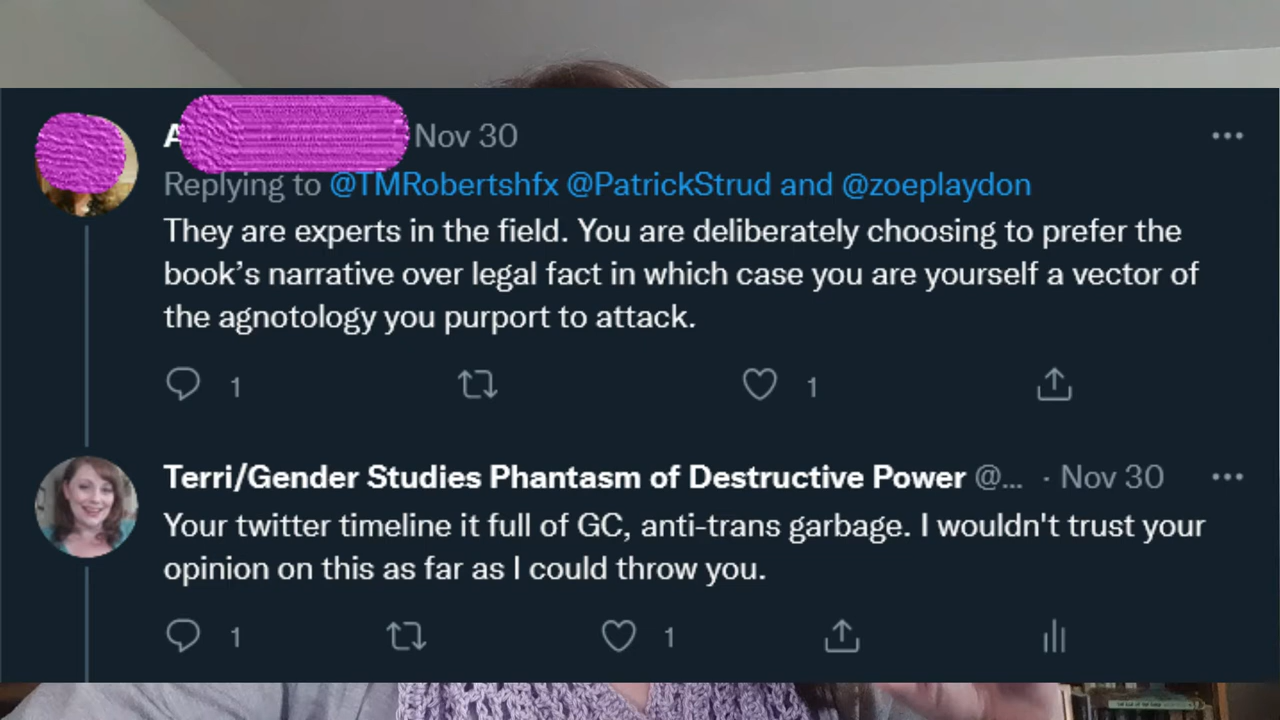 A
Nov 30
Replying to @TMRobertshfx @PatrickStrud and @zoeplaydon
They are experts in the field. You are deliberately choosing to prefer the
book's narrative over legal fact in which case you are yourself a vector of
the agnotology you purport to attack.
1
1
Terri/Gender Studies Phantasm of Destructive Power @... · Nov 30
Your twitter timeline it full of GC, anti-trans garbage. I wouldn't trust your
opinion on this as far as I could throw you.
1
1